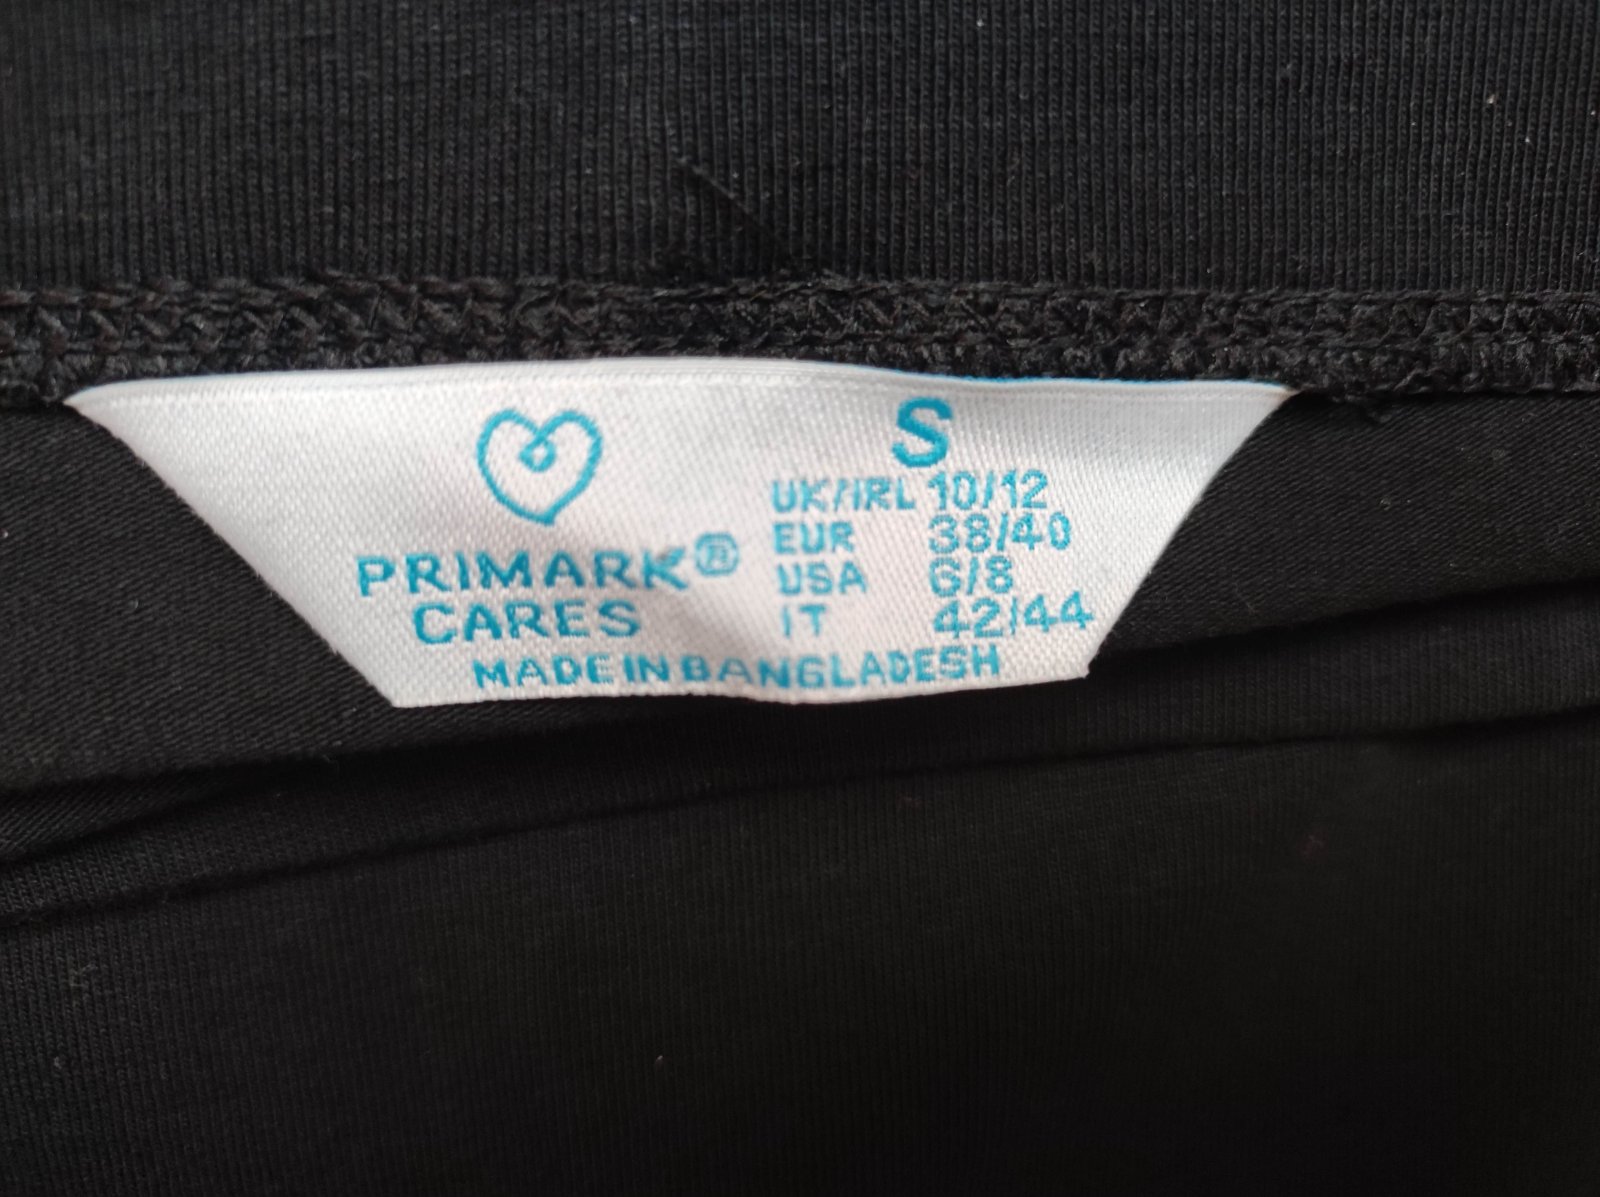 S
UK/IRL 10/12
EUR 38/40
USA 6/8
IT 42/44
PRIMARK®
CARES
MADE IN BANGLADESH